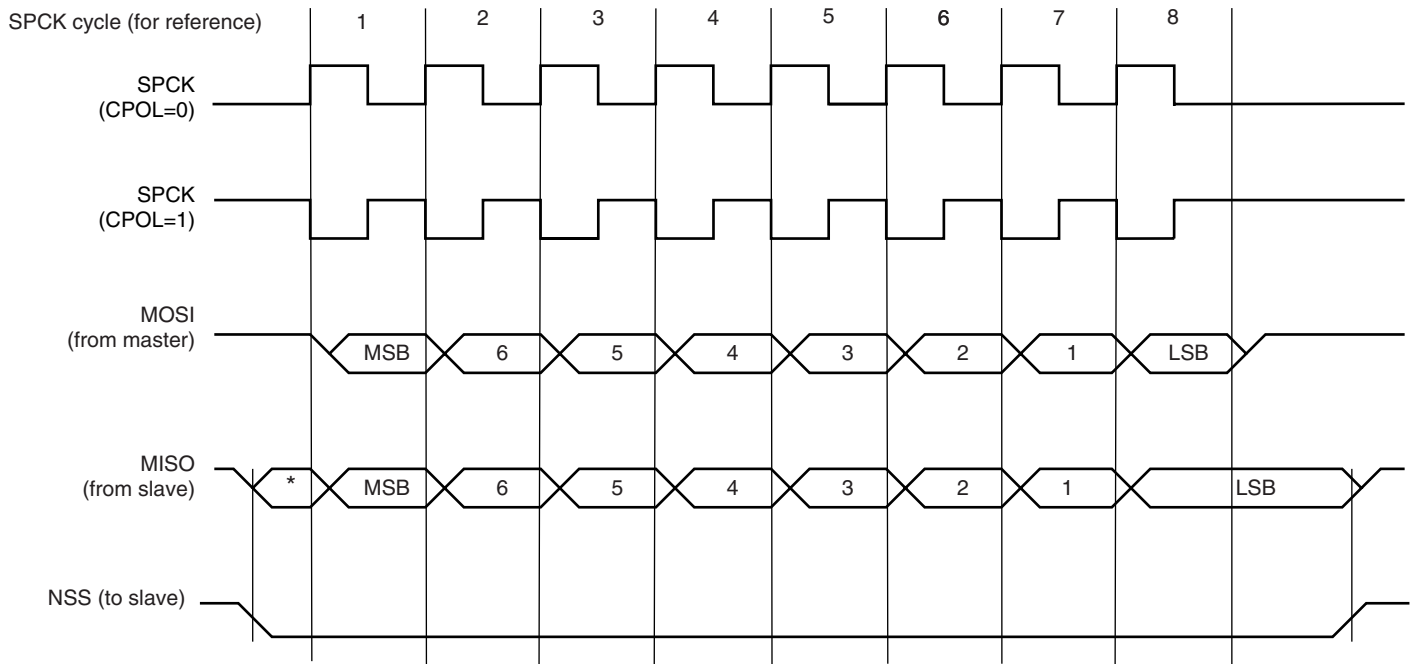 SPCK cycle (for reference) 1 2 3 4 5 6 7 8
SPCK
(CPOL=0)
SPCK
(CPOL=1)
MOSI
(from master)
MSB 6 5 4 3 2 1 LSB
MISO
(from slave)
* MSB 6 5 4 3 2 1 LSB
NSS (to slave)